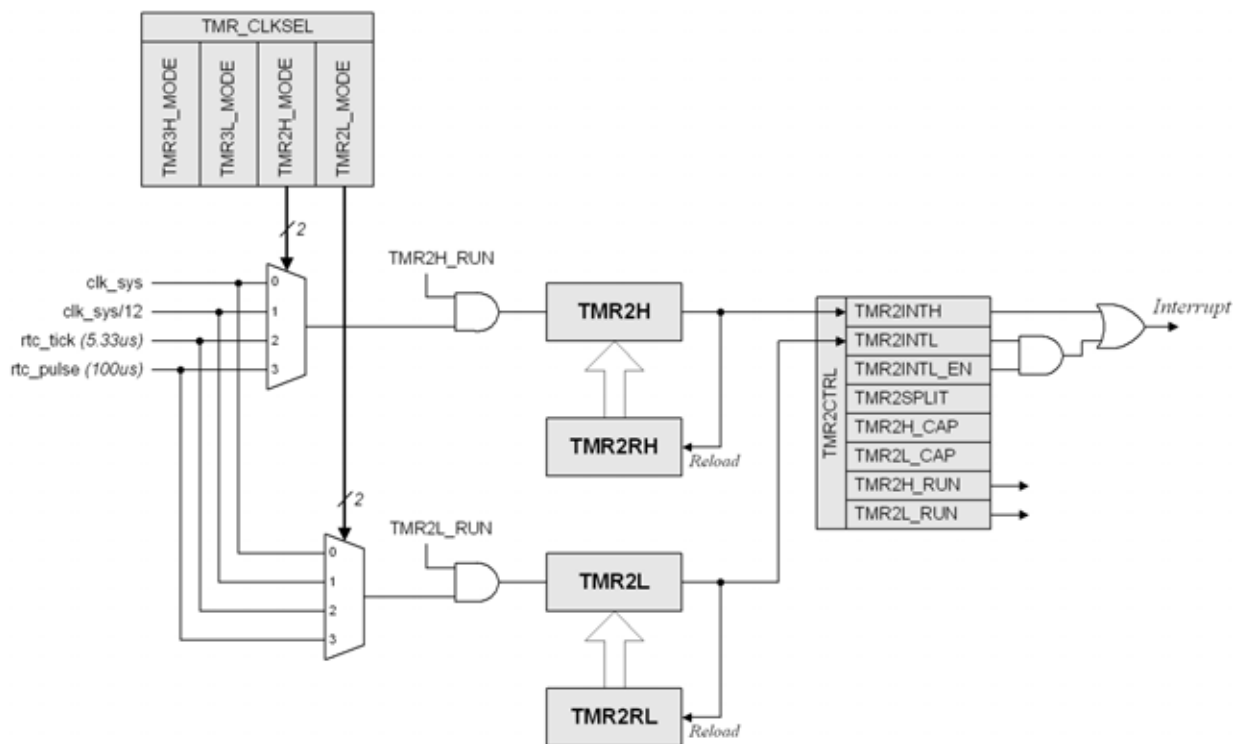 TMR_CLKSEL
TMR3H_MODE
TMR3L_MODE
TMR2H_MODE
TMR2L_MODE
2
clk_sys
clk_sys/12
rtc_tick (5.33us)
rtc_pulse (100us)
0
1
2
3
TMR2H_RUN
TMR2H
TMR2RH
Reload
TMR2CTRL
TMR2INTH
TMR2INTL
TMR2INTL_EN
TMR2SPLIT
TMR2H_CAP
TMR2L_CAP
TMR2H_RUN
TMR2L_RUN
Interrupt
2
0
1
2
3
TMR2L_RUN
TMR2L
TMR2RL
Reload